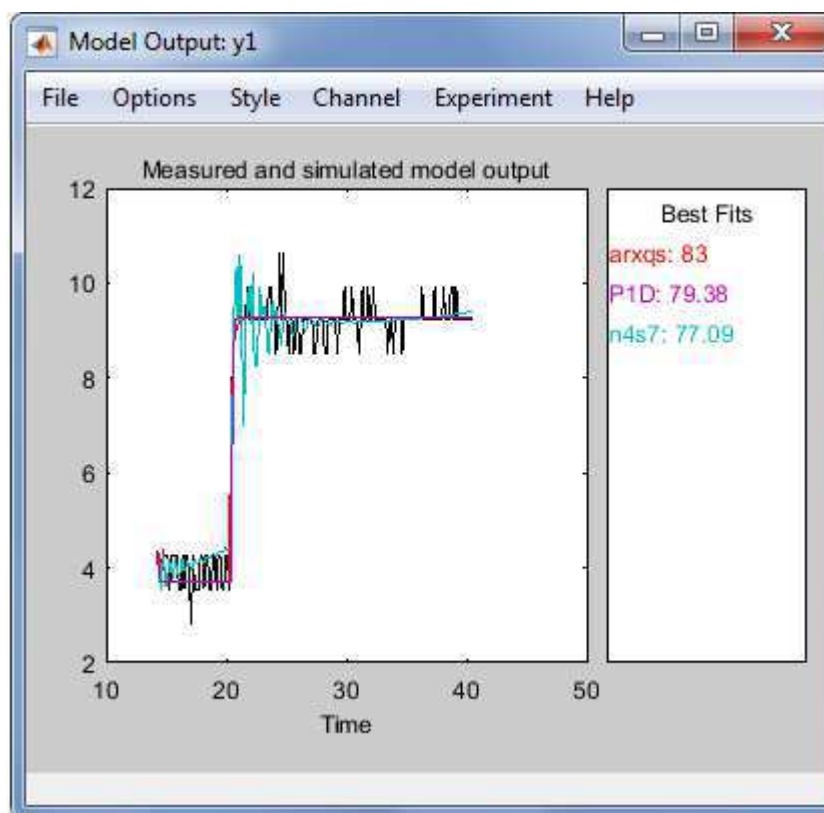 Model Output: y1
File Options Style Channel Experiment Help
Measured and simulated model output
12
10
8
6
4
2
10 20 30 40 50
Time
Best Fits
arxqs: 83
P1D: 79.38
n4s7: 77.09